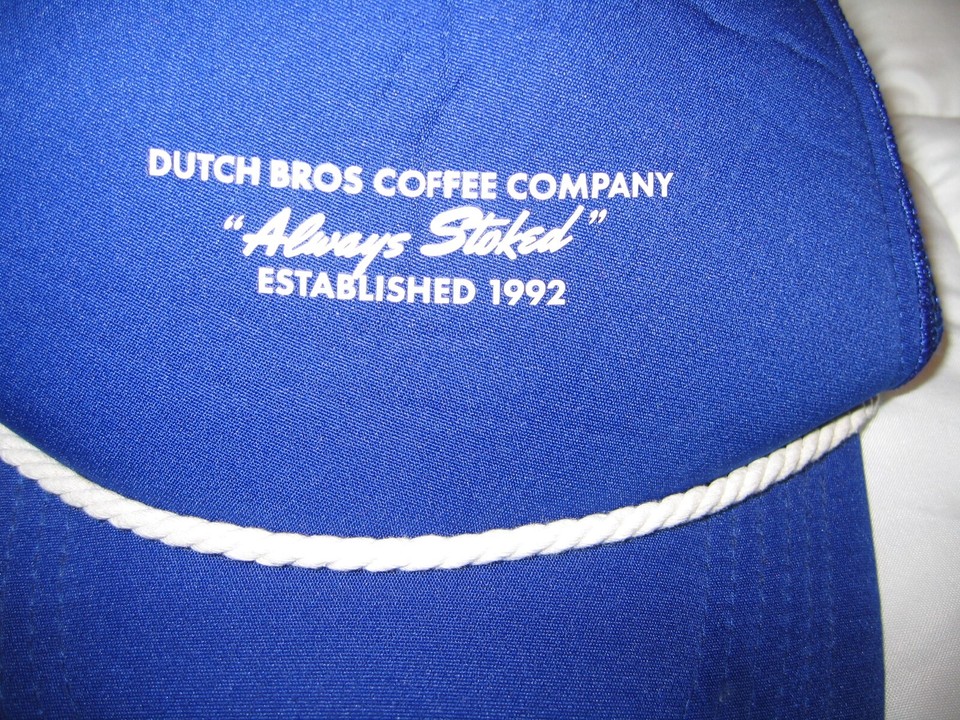 DUTCH BROS COFFEE COMPANY
“Always Stoked”
ESTABLISHED 1992